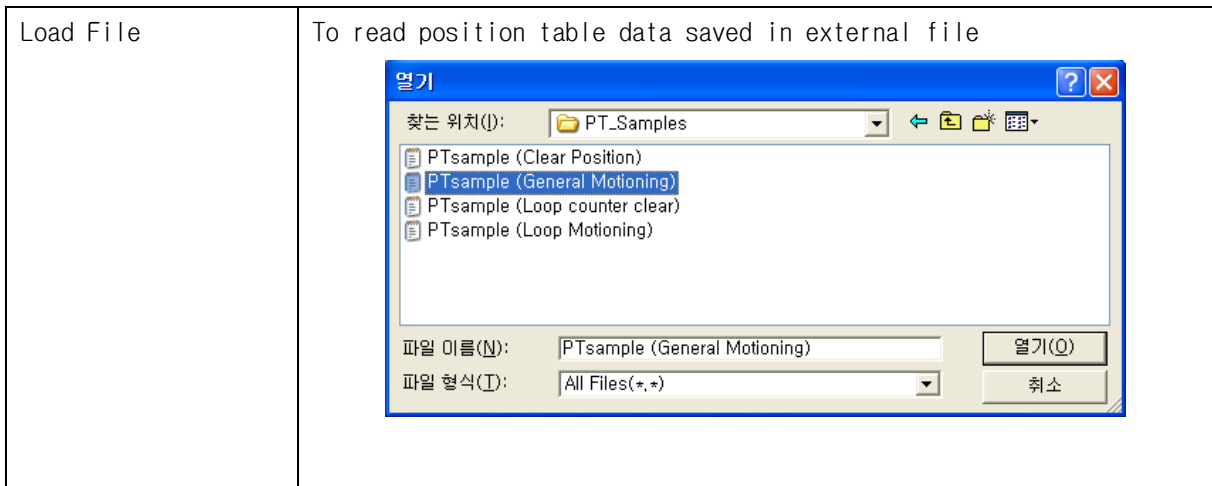 Load File
To read position table data saved in external file
열기
찾는 위치(I):
PT_Samples
PTsample (Clear Position)
PTsample (General Motioning)
PTsample (Loop counter clear)
PTsample (Loop Motioning)
파일 이름(N):
PTsample (General Motioning)
열기(O)
파일 형식(T):
All Files(*,*)
취소